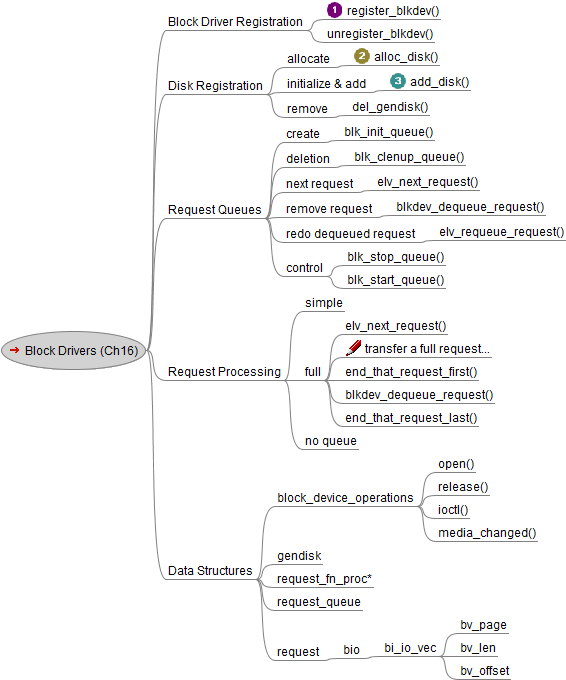 Block Driver Registration
1 register_blkdev()
unregister_blkdev()
Disk Registration
allocate
2 alloc_disk()
initialize & add
3 add_disk()
remove
del_gendisk()
Request Queues
create
blk_init_queue()
deletion
blk_clenup_queue()
next request
elv_next_request()
remove request
blkdev_dequeue_request()
redo dequeued request
elv_requeue_request()
control
blk_stop_queue()
blk_start_queue()
Block Drivers (Ch16)
Request Processing
simple
full
elv_next_request()
transfer a full request...
end_that_request_first()
blkdev_dequeue_request()
end_that_request_last()
no queue
Data Structures
block_device_operations
open()
release()
ioctl()
media_changed()
gendisk
request_fn_proc*
request_queue
request
bio
bi_io_vec
bv_page
bv_len
bv_offset